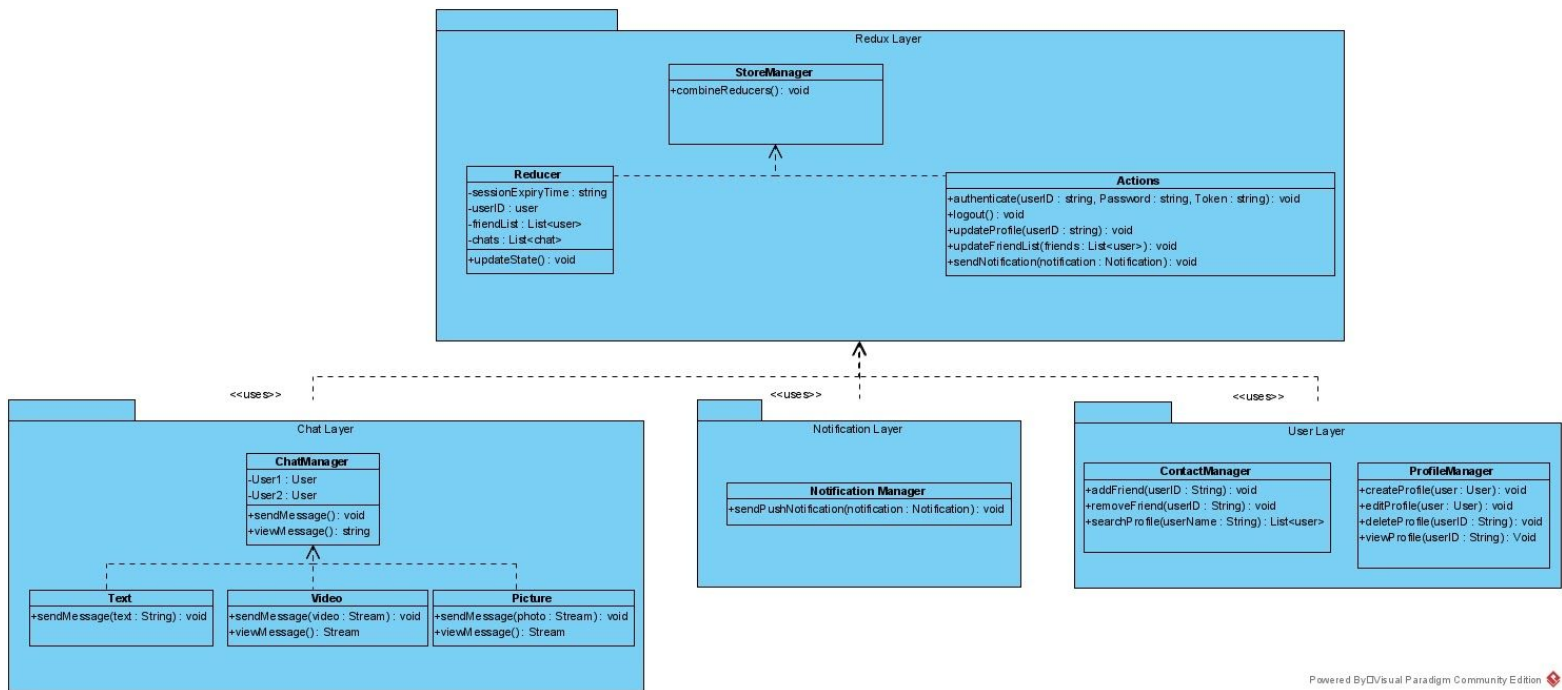 Redux Layer
StoreManager
+combineReducers() : void
Reducer
-sessionExpiryTime : string
-userID : user
-friendList : List<user>
-chats : List<chat>
+updateState() : void
Actions
+authenticate(userID : string, Password : string, Token : string) : void
+logout() : void
+updateProfile(userID : string) : void
+updateFriendList(friends : List<user>) : void
+sendNotification(notification : Notification) : void
<<uses>>
<<uses>>
<<uses>>
Chat Layer
ChatManager
-User1 : User
-User2 : User
+sendMessage() : void
+viewMessage() : string
Text
+sendMessage(text : String) : void
Video
+sendMessage(video : Stream) : void
+viewMessage() : Stream
Picture
+sendMessage(photo : Stream) : void
+viewMessage() : Stream
Notification Layer
Notification Manager
+sendPushNotification(notification : Notification) : void
User Layer
ContactManager
+addFriend(userID : String) : void
+removeFriend(userID : String) : void
+searchProfile(userName : String) : List<user>
ProfileManager
+createProfile(user : User) : void
+editProfile(user : User) : void
+deleteProfile(userID : String) : void
+viewProfile(userID : String) : Void
Powered By□Visual Paradigm Community Edition